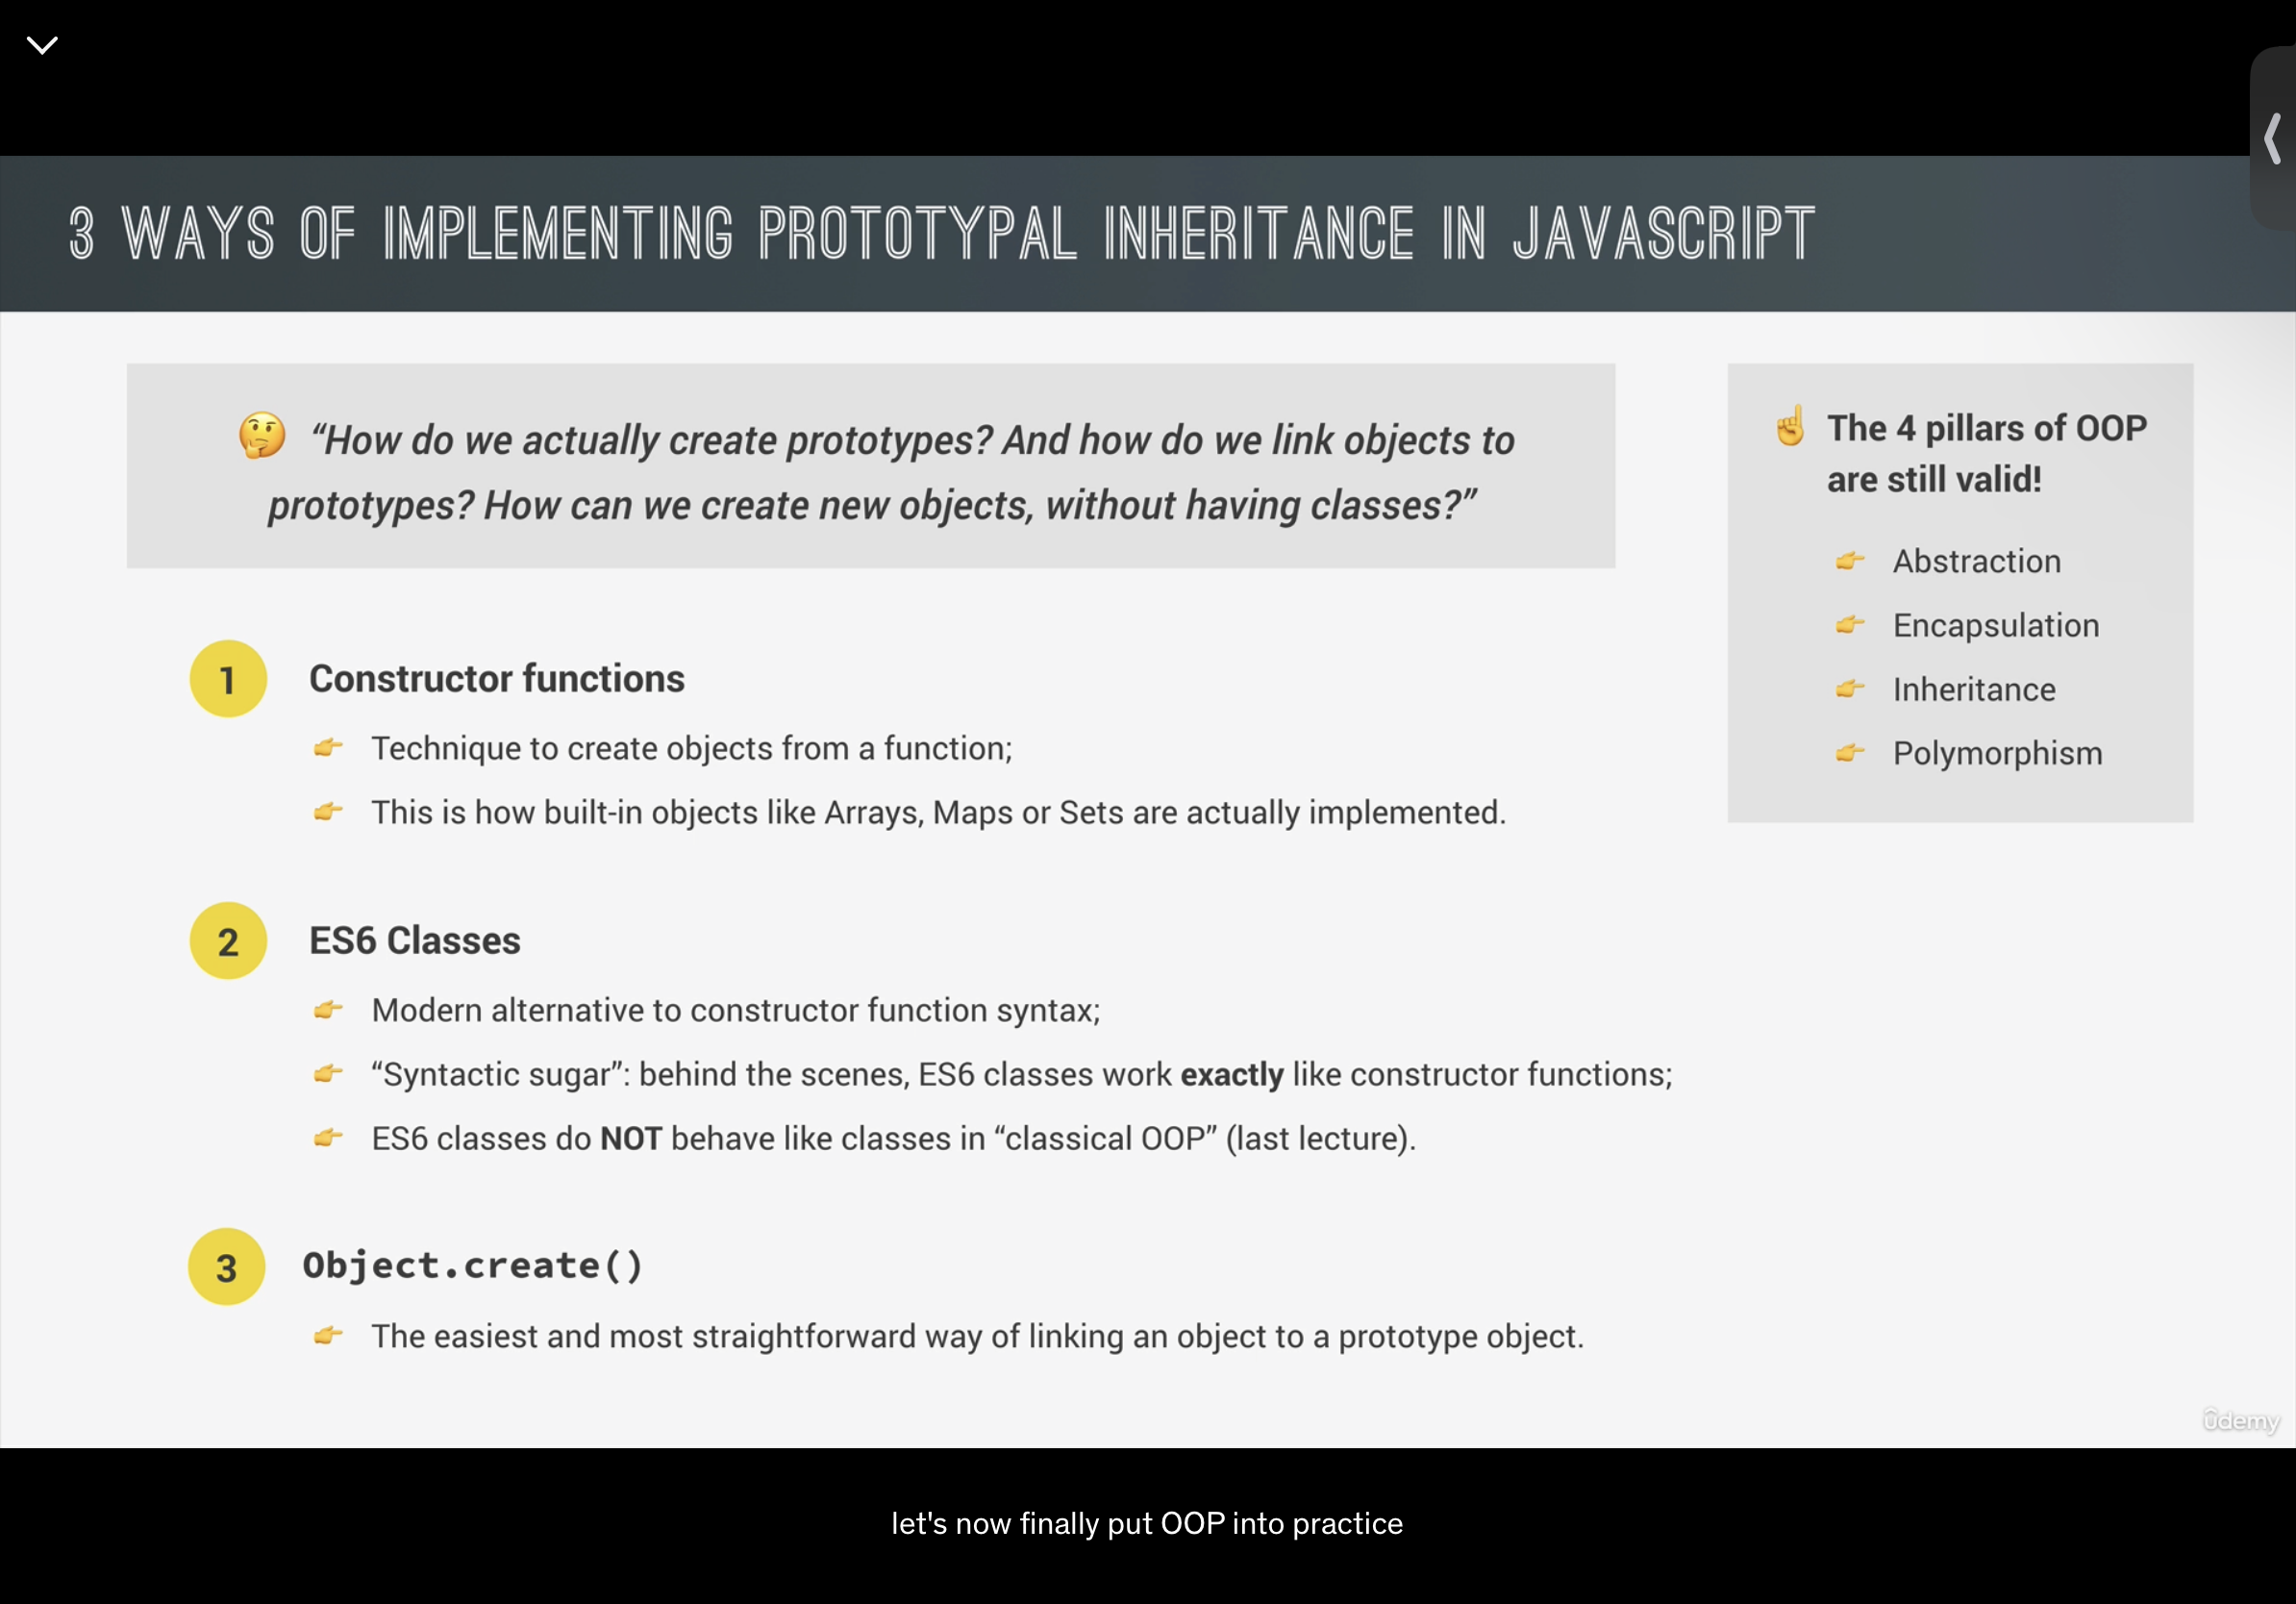 3 WAYS OF IMPLEMENTING PROTOTYPAL INHERITANCE IN JAVASCRIPT
🤔 “How do we actually create prototypes? And how do we link objects to
prototypes? How can we create new objects, without having classes?”
☝️ The 4 pillars of OOP
are still valid!
👉 Abstraction
👉 Encapsulation
👉 Inheritance
👉 Polymorphism
1 Constructor functions
👉 Technique to create objects from a function;
👉 This is how built-in objects like Arrays, Maps or Sets are actually implemented.
2 ES6 Classes
👉 Modern alternative to constructor function syntax;
👉 “Syntactic sugar”: behind the scenes, ES6 classes work exactly like constructor functions;
👉 ES6 classes do NOT behave like classes in “classical OOP” (last lecture).
3 Object.create()
👉 The easiest and most straightforward way of linking an object to a prototype object.
ûdemy
let's now finally put OOP into practice